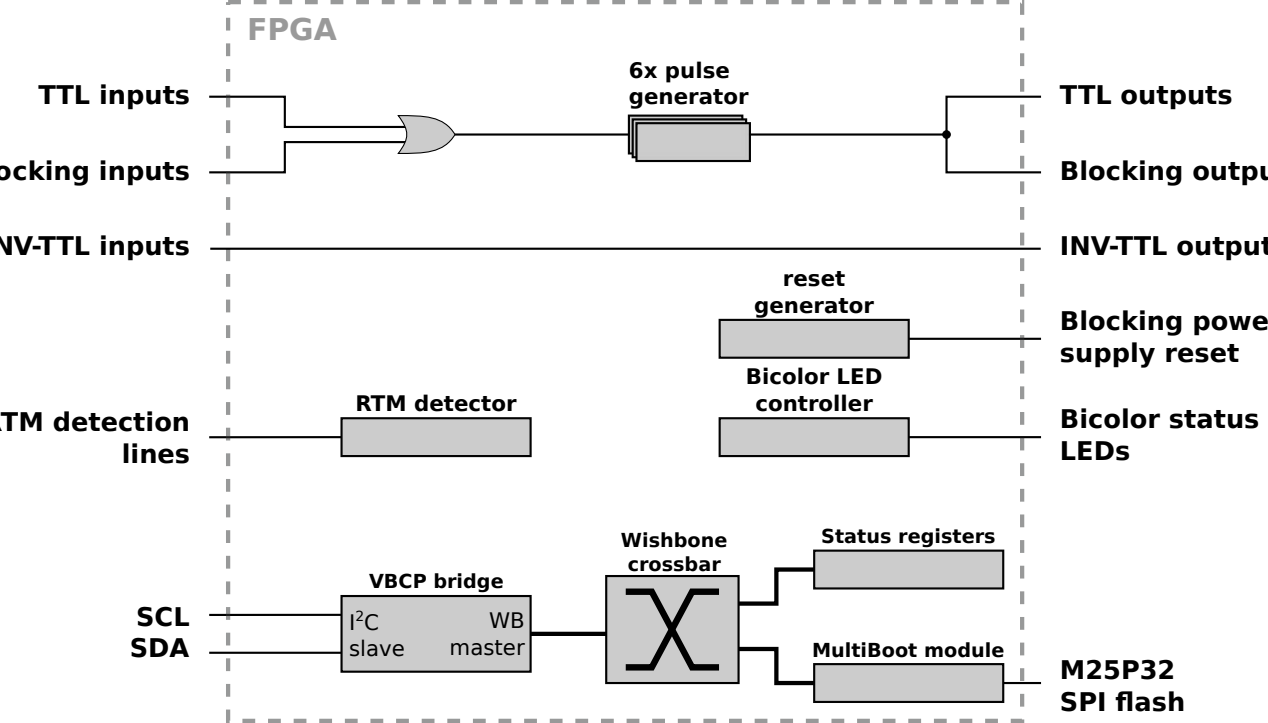 FPGA
6x pulse
generator
TTL inputs
TTL outputs
ocking inputs
Blocking outpu
NV-TTL inputs
INV-TTL output
reset
generator
Blocking powe
supply reset
Bicolor LED
controller
RTM detector
TM detection
lines
Bicolor status
LEDs
Status registers
Wishbone
crossbar
VBCP bridge
SCL
SDA
I²C WB
slave master
MultiBoot module
M25P32
SPI flash